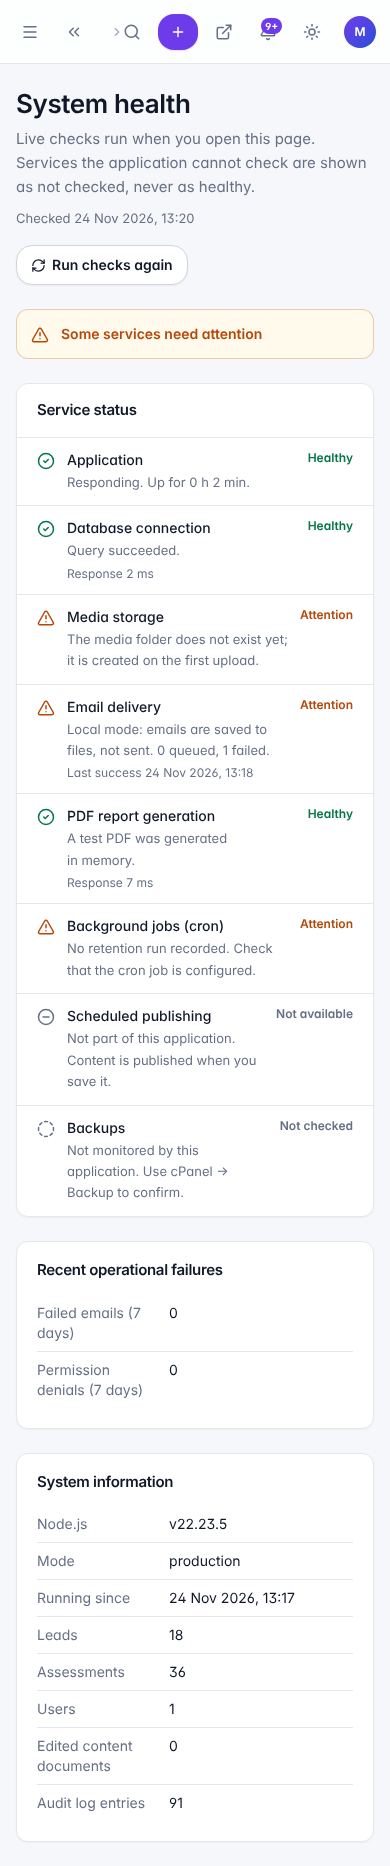 9+
M
System health
Live checks run when you open this page.
Services the application cannot check are shown
as not checked, never as healthy.
Checked 24 Nov 2026, 13:20
Run checks again
Some services need attention
Service status
Application
Healthy
Responding. Up for 0 h 2 min.
Database connection
Healthy
Query succeeded.
Response 2 ms
Media storage
Attention
The media folder does not exist yet;
it is created on the first upload.
Email delivery
Attention
Local mode: emails are saved to
files, not sent. 0 queued, 1 failed.
Last success 24 Nov 2026, 13:18
PDF report generation
Healthy
A test PDF was generated
in memory.
Response 7 ms
Background jobs (cron)
Attention
No retention run recorded. Check
that the cron job is configured.
Scheduled publishing
Not available
Not part of this application.
Content is published when you
save it.
Backups
Not checked
Not monitored by this
application. Use cPanel →
Backup to confirm.
Recent operational failures
Failed emails (7
days)
0
Permission
denials (7 days)
0
System information
Node.js
v22.23.5
Mode
production
Running since
24 Nov 2026, 13:17
Leads
18
Assessments
36
Users
1
Edited content
documents
0
Audit log entries
91